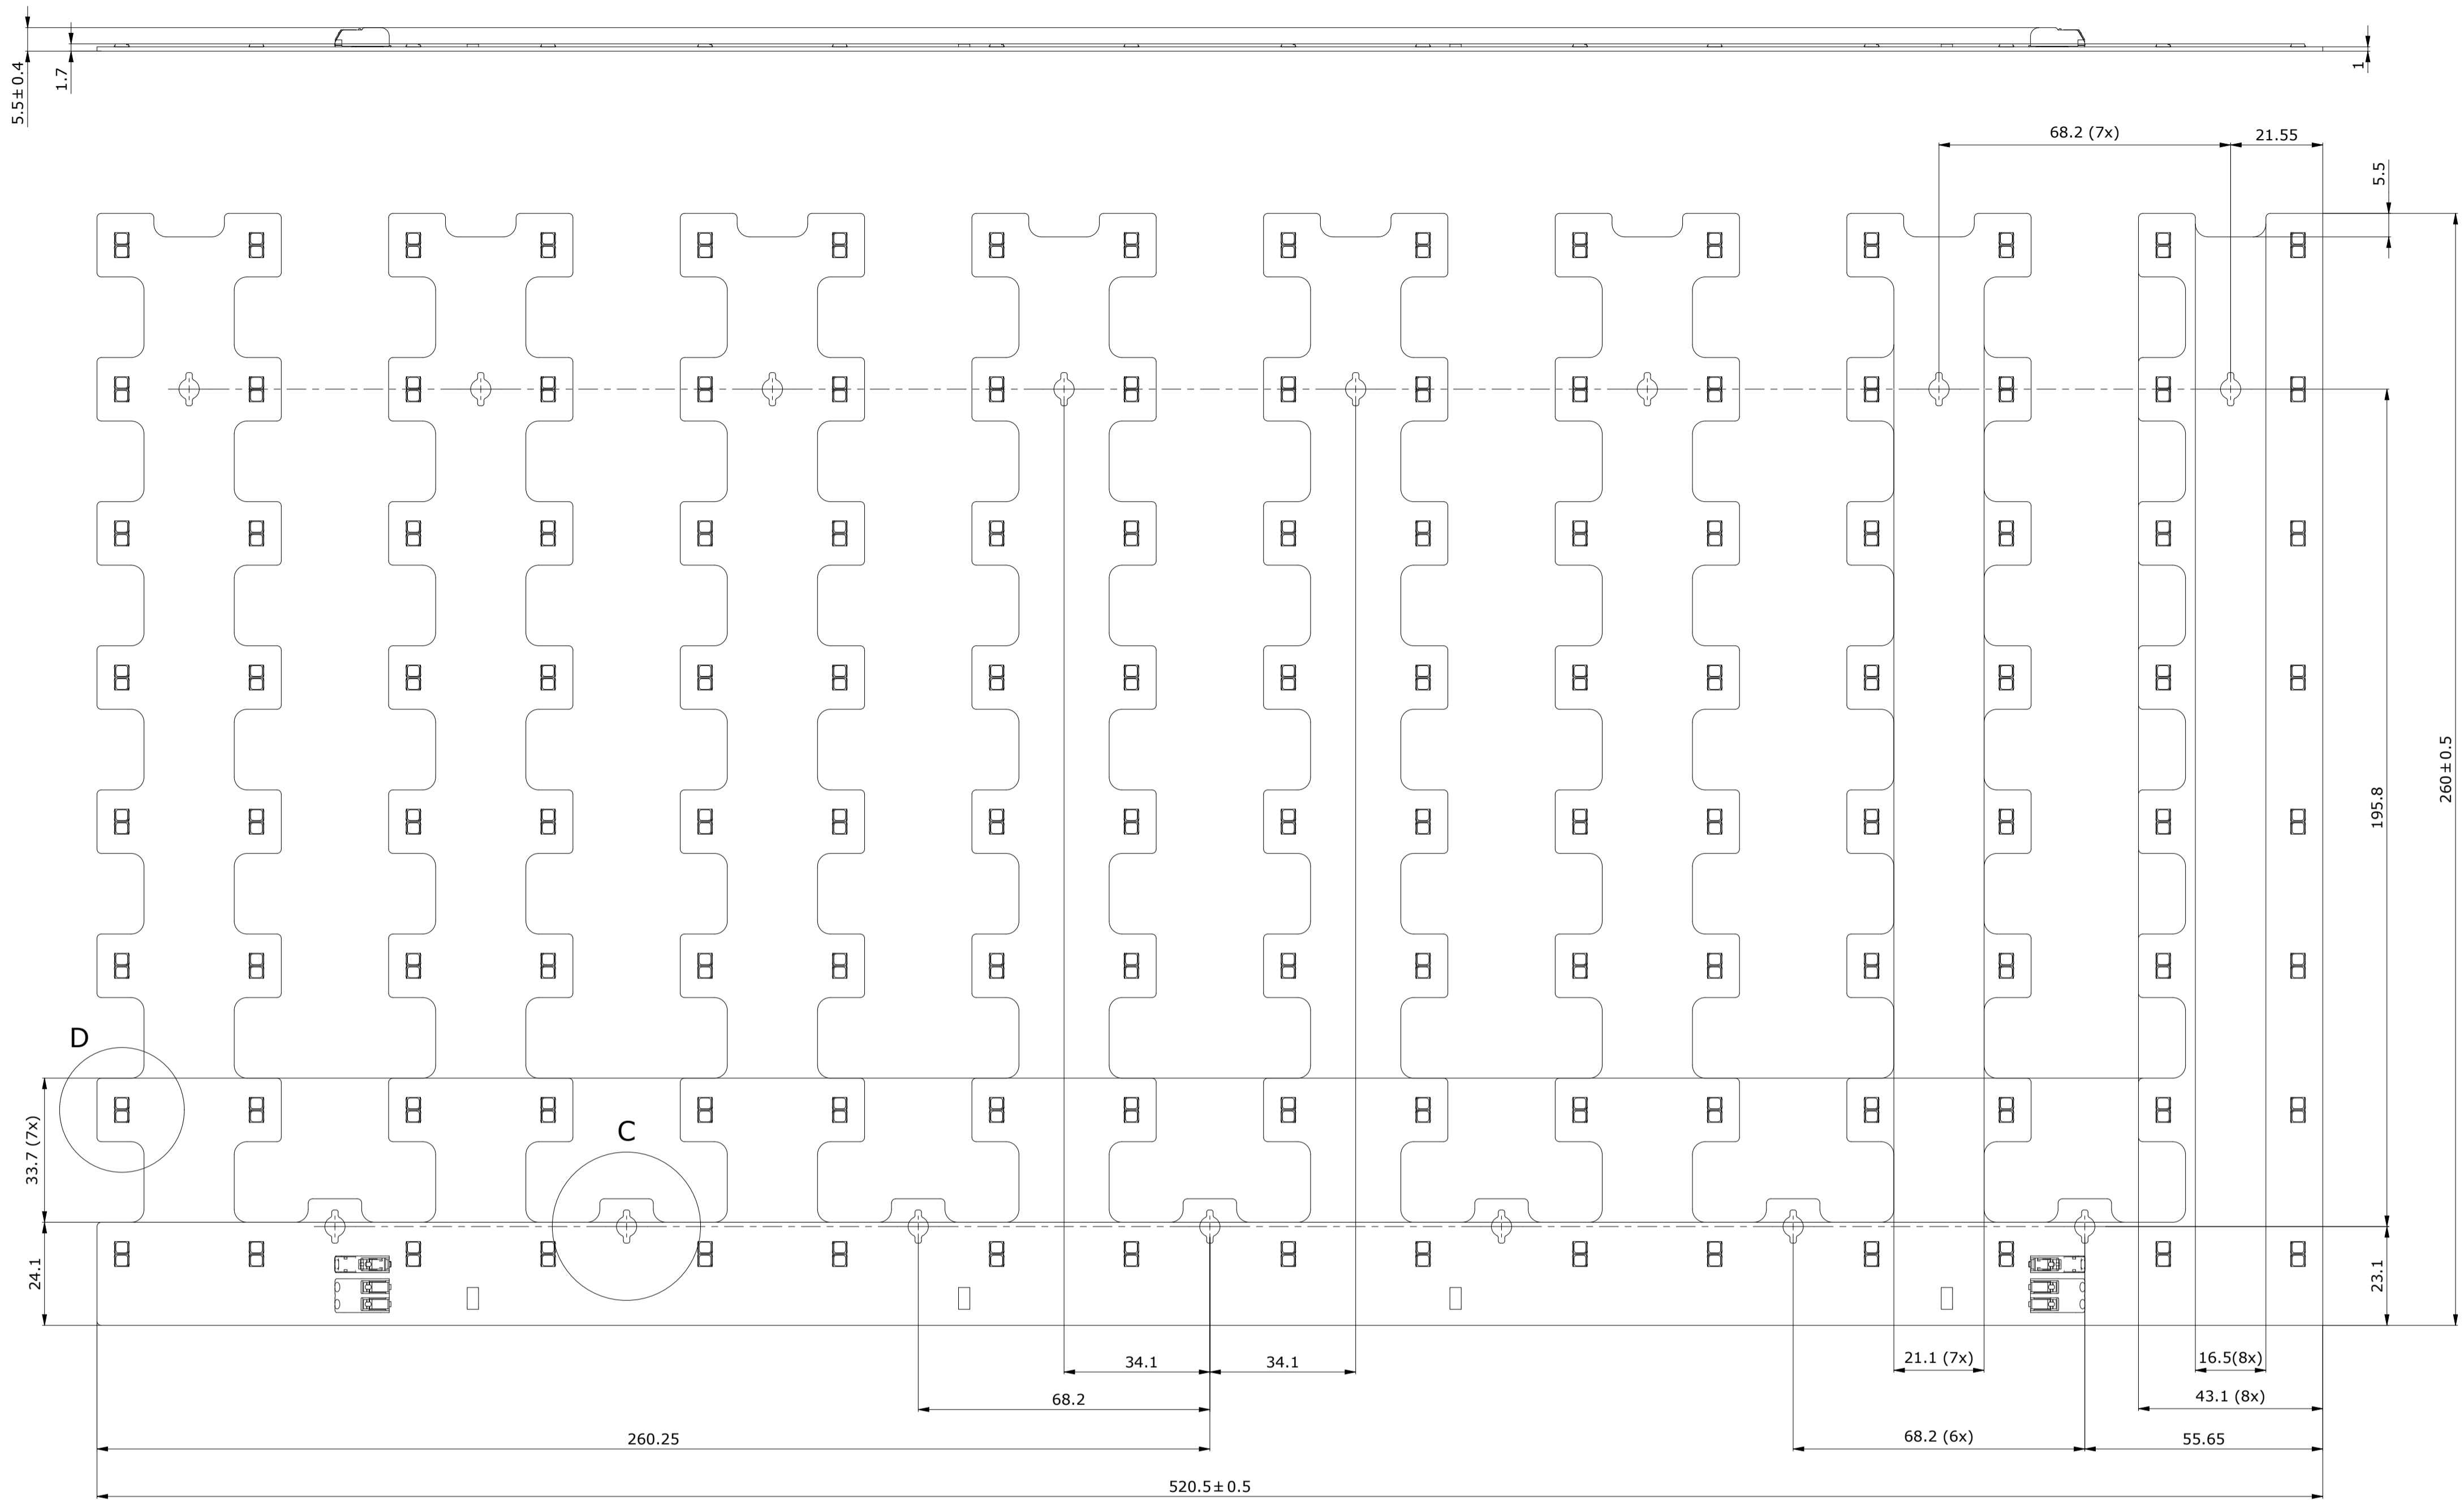 5.5±0.4
1.7
1
68.2 (7x)
21.55
5.5
260±0.5
195.8
D
C
33.7 (7x)
24.1
23.1
34.1
34.1
21.1 (7x)
16.5(8x)
43.1 (8x)
68.2
260.25
68.2 (6x)
55.65
520.5±0.5